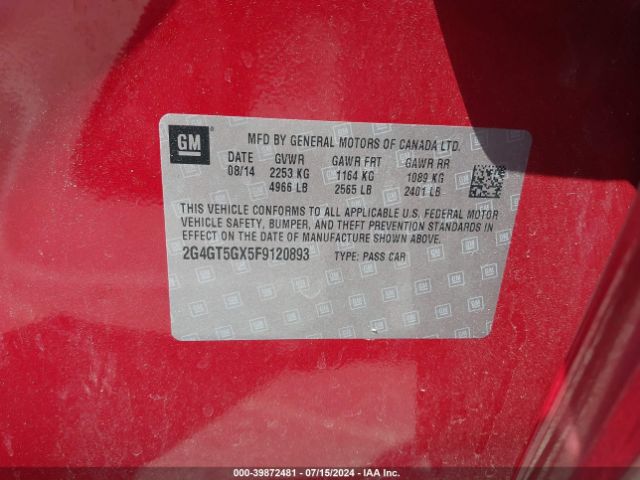 GM
MFD BY GENERAL MOTORS OF CANADA LTD.
DATE GVWR GAWR FRT GAWR RR
08/14 2253 KG 1164 KG 1089 KG
4966 LB 2565 LB 2401 LB
THIS VEHICLE CONFORMS TO ALL APPLICABLE U.S. FEDERAL MOTOR
VEHICLE SAFETY, BUMPER, AND THEFT PREVENTION STANDARDS IN
EFFECT ON THE DATE OF MANUFACTURE SHOWN ABOVE.
2G4GT5GX5F9120893 TYPE: PASS CAR
000-39872481 - 07/15/2024 - IAA Inc.